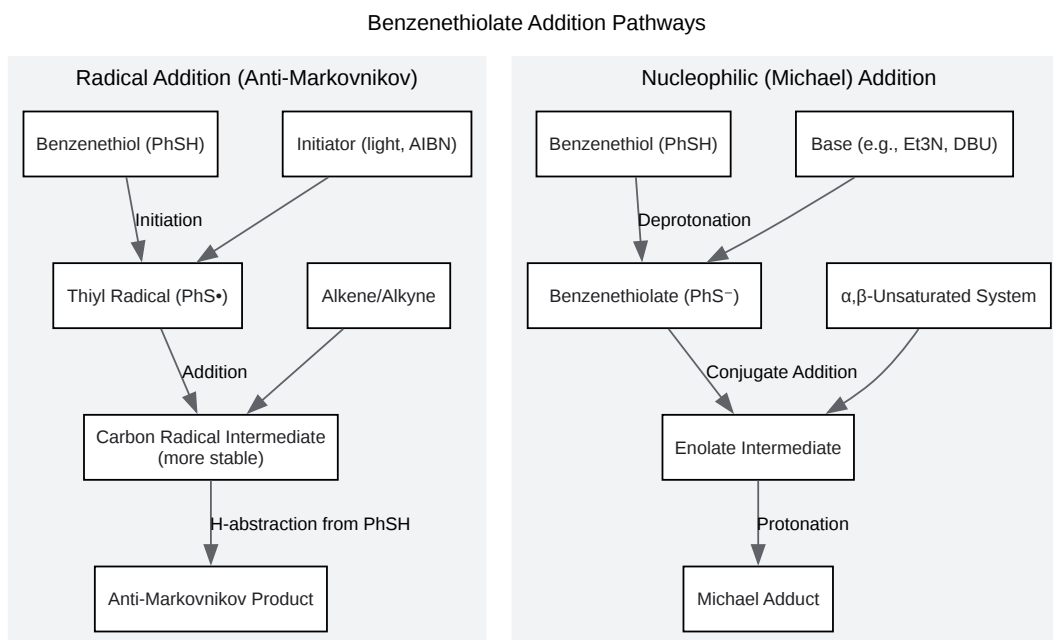 Benzenethiolate Addition Pathways
Radical Addition (Anti-Markovnikov)
Benzenethiol (PhSH)
Initiator (light, AIBN)
Initiation
Thiyl Radical (PhS•)
Alkene/Alkyne
Addition
Carbon Radical Intermediate
(more stable)
H-abstraction from PhSH
Anti-Markovnikov Product
Nucleophilic (Michael) Addition
Benzenethiol (PhSH)
Base (e.g., Et3N, DBU)
Deprotonation
Benzenethiolate (PhS⁻)
α,β-Unsaturated System
Conjugate Addition
Enolate Intermediate
Protonation
Michael Adduct